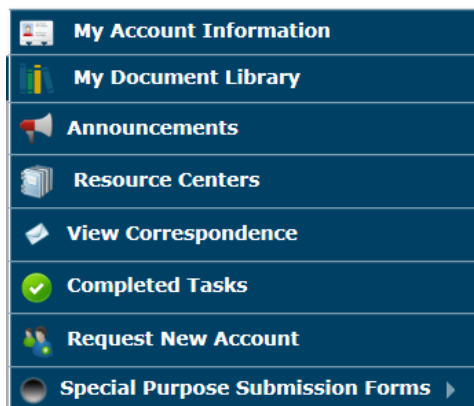 My Account Information
My Document Library
Announcements
Resource Centers
View Correspondence
Completed Tasks
Request New Account
Special Purpose Submission Forms